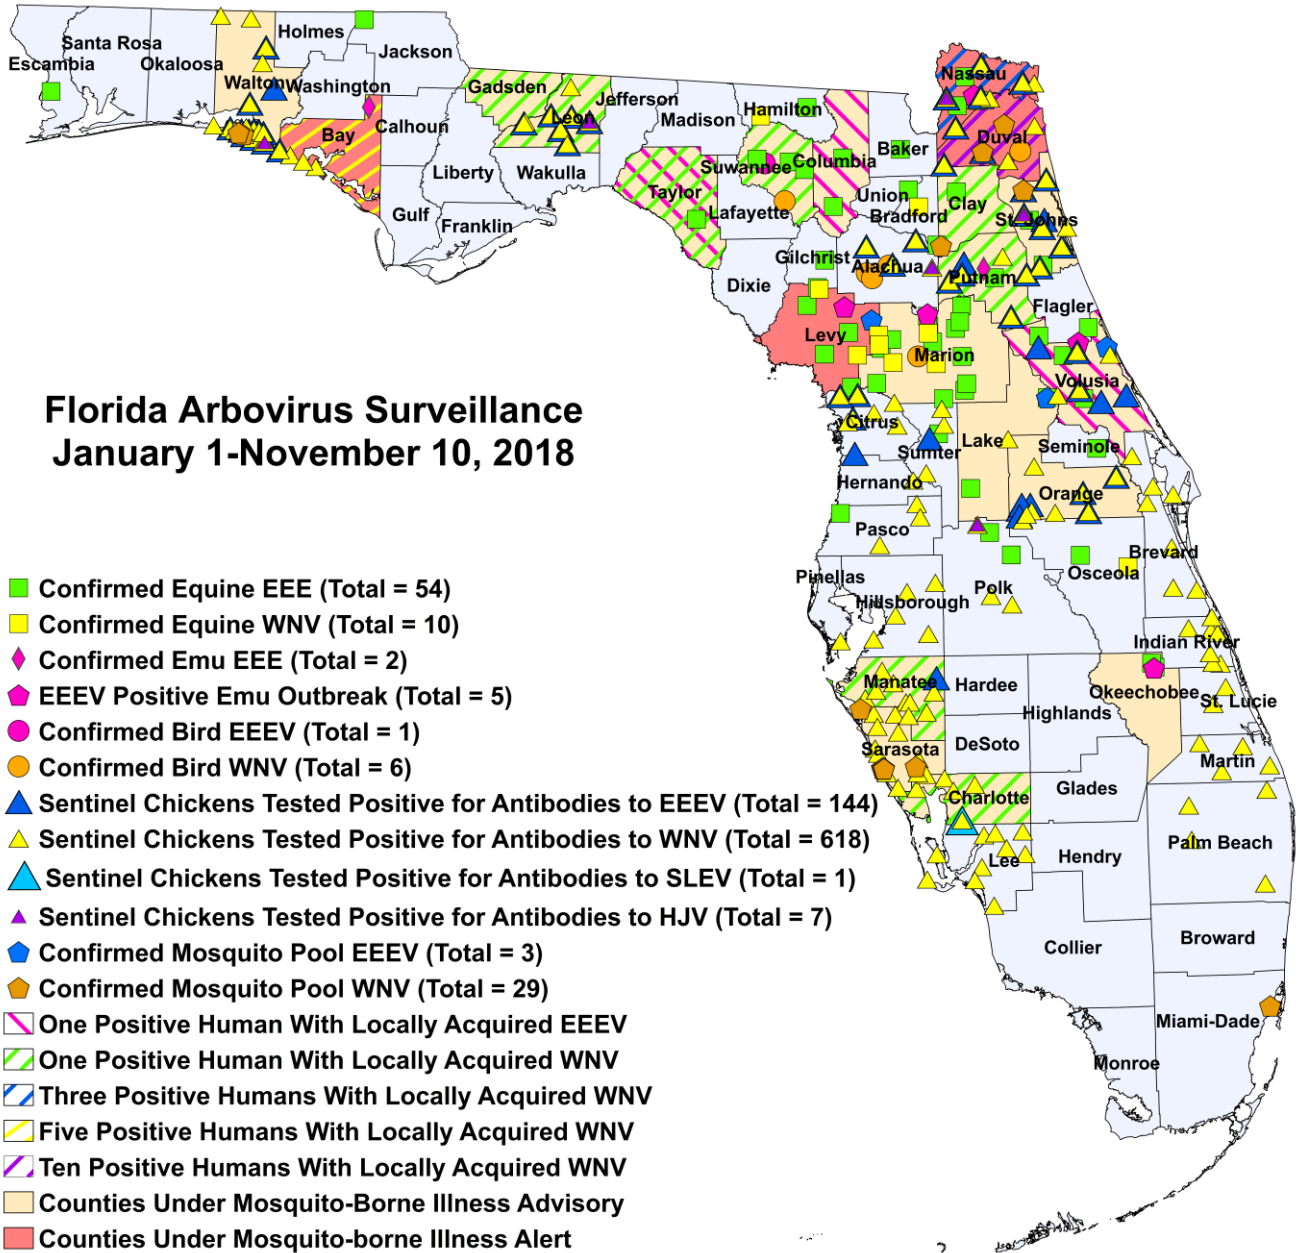 Holmes
Jackson
Santa Rosa
Escambia
Okaloosa
Walton
Washington
Gadsden
Jefferson
Leon
Madison
Hamilton
Nassau
Bay
Calhoun
Liberty
Wakulla
Taylor
Suwannee
Columbia
Baker
Duval
Gulf
Franklin
Lafayette
Union
Bradford
Clay
St. Johns
Dixie
Gilchrist
Alachua
Putnam
Flagler
Levy
Marion
Volusia
Florida Arbovirus Surveillance
January 1-November 10, 2018
Citrus
Sumter
Lake
Seminole
Hernando
Orange
Pasco
Brevard
Pinellas
Hillsborough
Polk
Osceola
Indian River
Manatee
Hardee
Okeechobee
St. Lucie
Highlands
Sarasota
DeSoto
Martin
Charlotte
Glades
Palm Beach
Lee
Hendry
Collier
Broward
Miami-Dade
Monroe
Confirmed Equine EEE (Total = 54)
Confirmed Equine WNV (Total = 10)
Confirmed Emu EEE (Total = 2)
EEEV Positive Emu Outbreak (Total = 5)
Confirmed Bird EEEV (Total = 1)
Confirmed Bird WNV (Total = 6)
Sentinel Chickens Tested Positive for Antibodies to EEEV (Total = 144)
Sentinel Chickens Tested Positive for Antibodies to WNV (Total = 618)
Sentinel Chickens Tested Positive for Antibodies to SLEV (Total = 1)
Sentinel Chickens Tested Positive for Antibodies to HJV (Total = 7)
Confirmed Mosquito Pool EEEV (Total = 3)
Confirmed Mosquito Pool WNV (Total = 29)
One Positive Human With Locally Acquired EEEV
One Positive Human With Locally Acquired WNV
Three Positive Humans With Locally Acquired WNV
Five Positive Humans With Locally Acquired WNV
Ten Positive Humans With Locally Acquired WNV
Counties Under Mosquito-Borne Illness Advisory
Counties Under Mosquito-borne Illness Alert